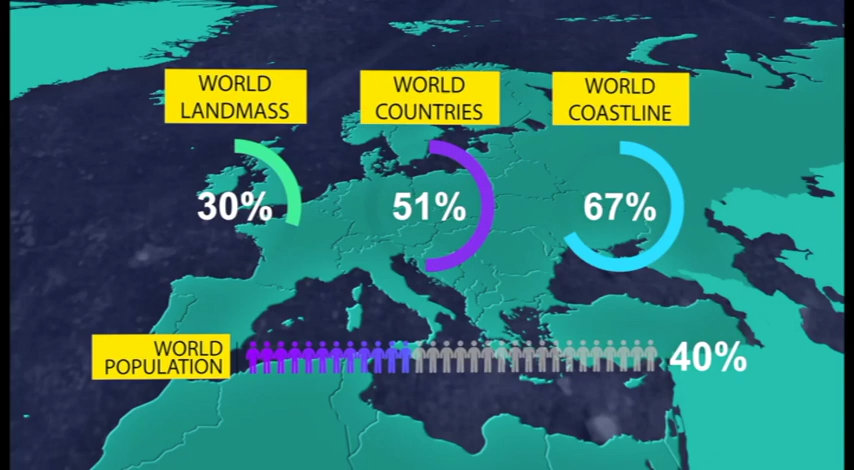 WORLD
LANDMASS
WORLD
COUNTRIES
WORLD
COASTLINE
30%
51%
67%
WORLD
POPULATION
40%